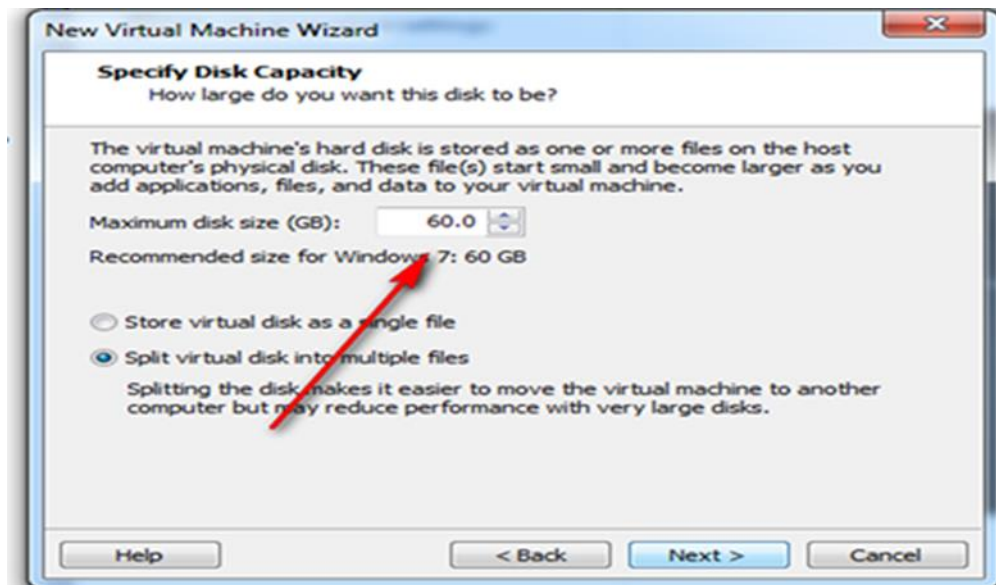 New Virtual Machine Wizard
Specify Disk Capacity
How large do you want this disk to be?
The virtual machine's hard disk is stored as one or more files on the host
computer's physical disk. These file(s) start small and become larger as you
add applications, files, and data to your virtual machine.
Maximum disk size (GB): 60.0
Recommended size for Windows 7: 60 GB
Store virtual disk as a single file
Split virtual disk into multiple files
Splitting the disk makes it easier to move the virtual machine to another
computer but may reduce performance with very large disks.
Help < Back Next > Cancel